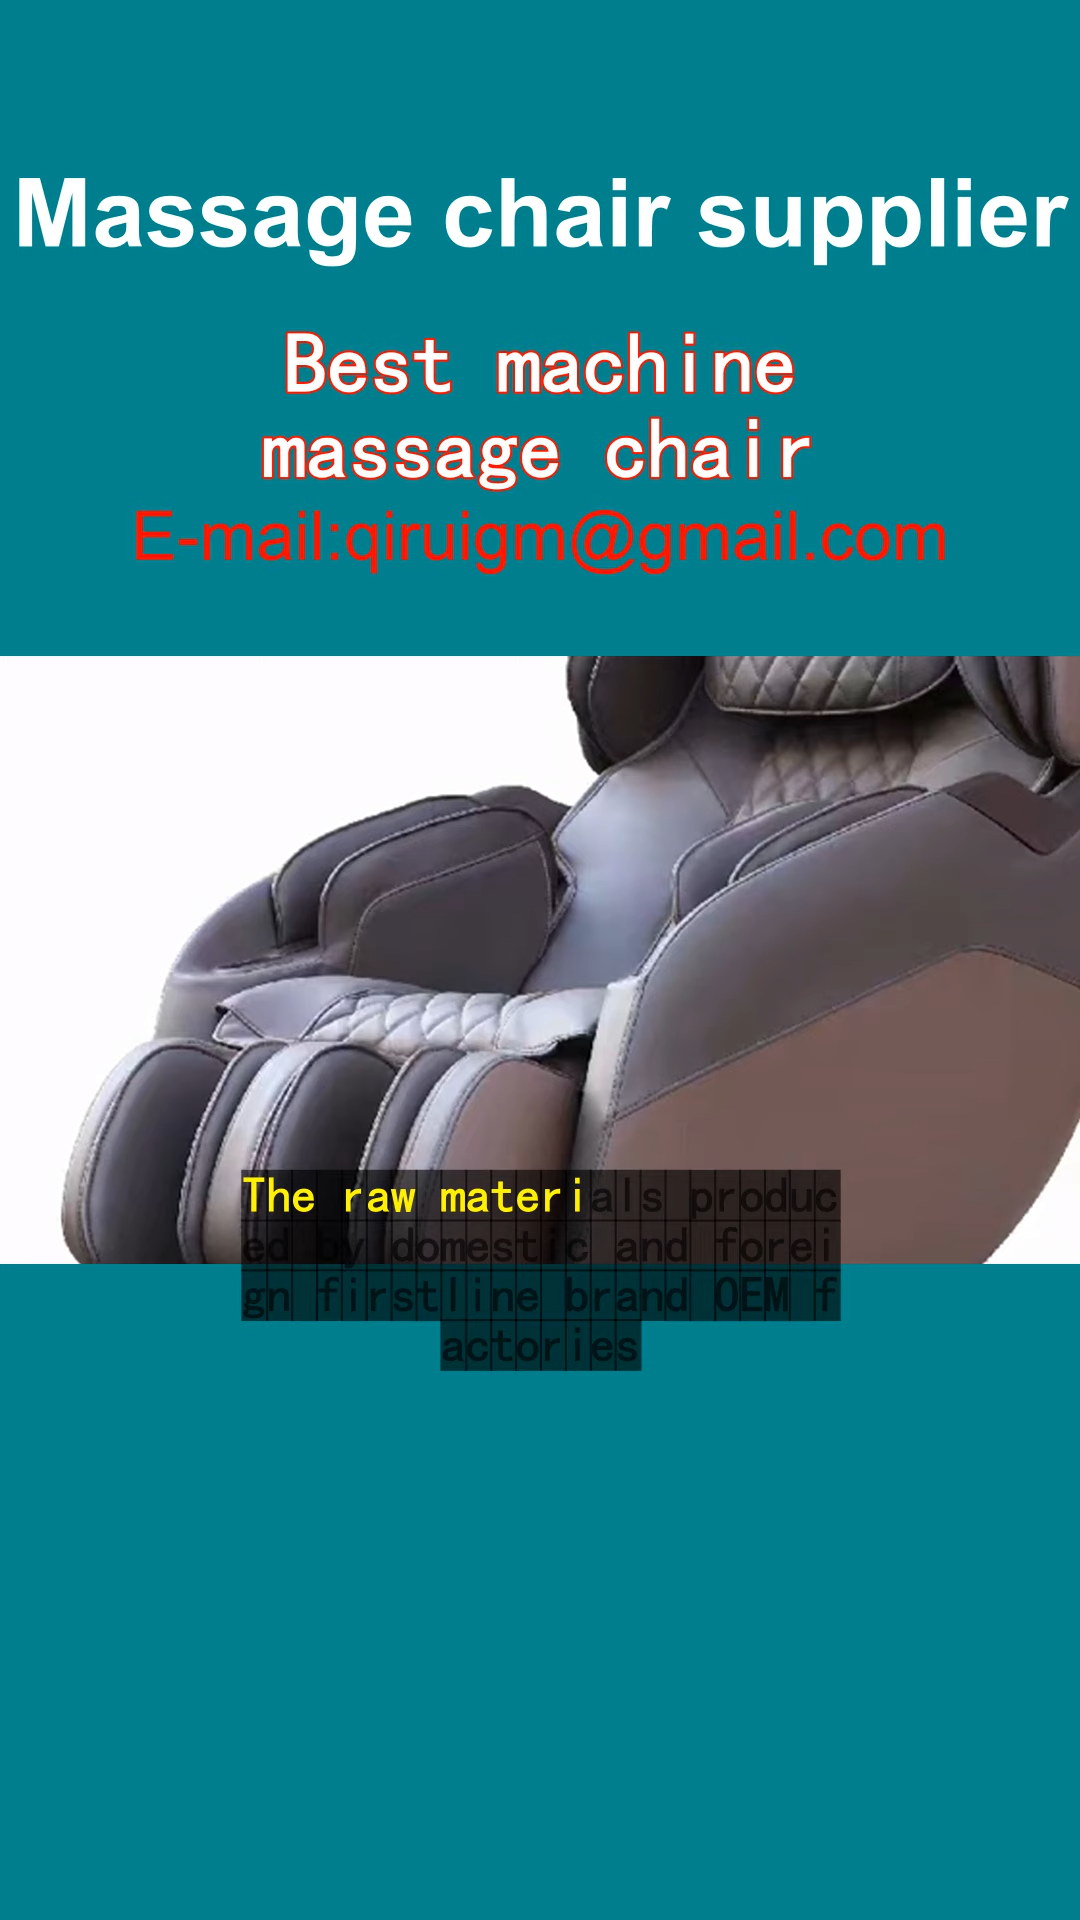 Massage chair supplier
Best machine
massage chair
E-mail:qiruigm@gmail.com
The raw materials produc
ed by domestic and forei
gn firstline brand OEM f
actories